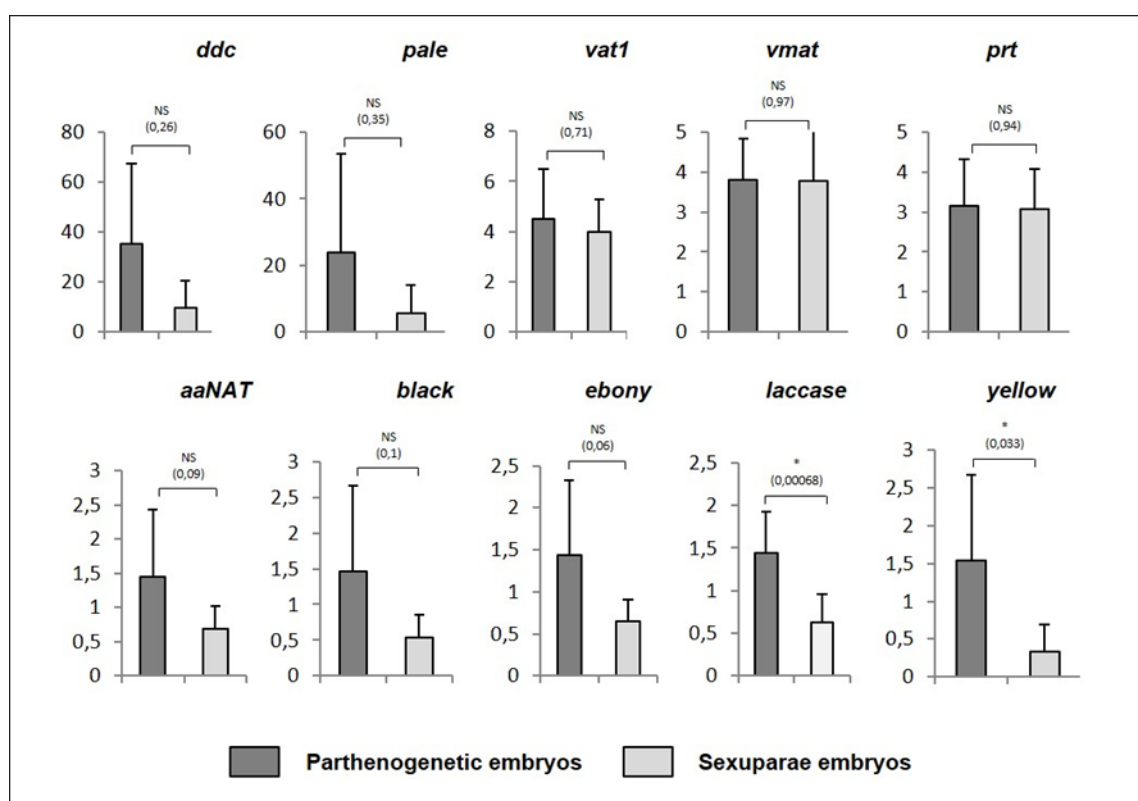 ddc pale vat1 vmat prt
NS NS NS NS NS
(0,26) (0,35) (0,71) (0,97) (0,94)
80 60 8 5 5
60 40 6 4 4
40 20 4 3 3
20 0 2 2 2
0 0 1 1
0 0
aaNAT black ebony laccase yellow
NS NS NS * *
(0,09) (0,1) (0,06) (0,00068) (0,033)
3 3 2,5 2,5 3
2,5 2,5 2 2 2,5
2 2 1,5 1,5 2
1,5 1,5 1 1 1,5
1 1 0,5 0,5 1
0,5 0,5 0 0 0,5
0 0 0
Parthenogenetic embryos Sexuparae embryos